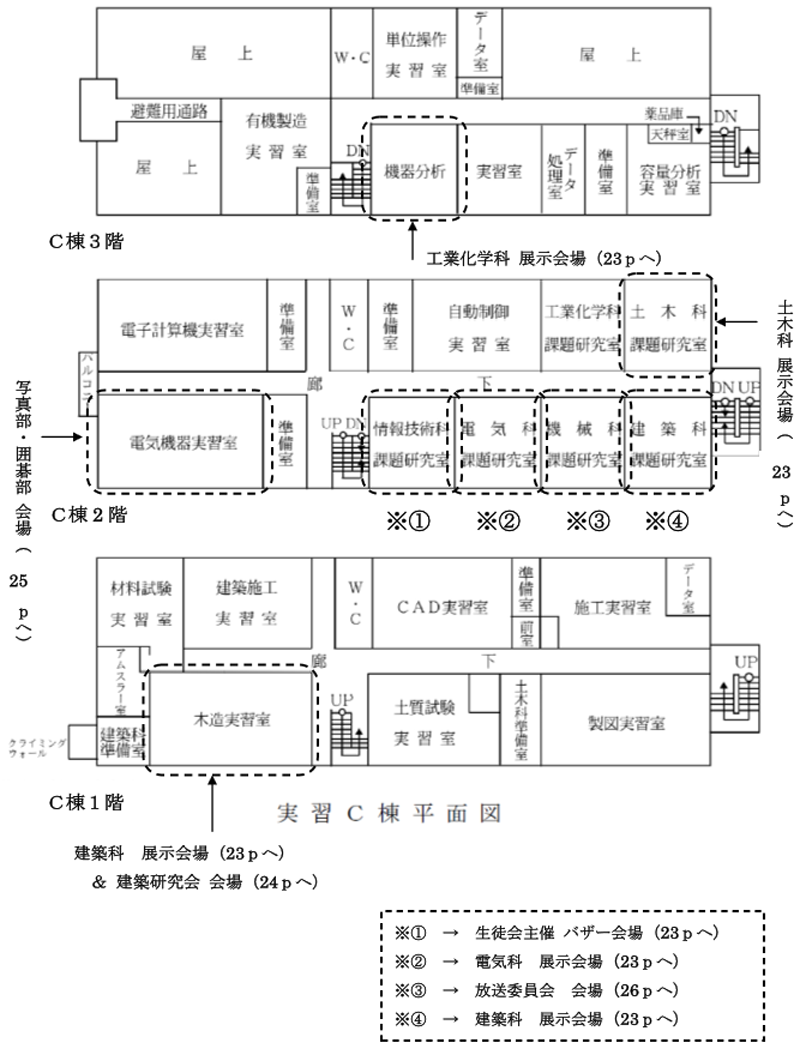 屋　上
W・C
単位操作
実習室
データ室
準備室
屋　上
避難用通路
有機製造
実習室
屋　上
準備室
DN
機器分析
実習室
データ
処理室
準備室
薬品庫
天秤室
容量分析
実習室
DN
C棟3階
工業化学科 展示会場（23pへ）
電子計算機実習室
準備室
W・C
準備室
自動制御
実習室
工業化学科
課題研究室
土木科
課題研究室
土木科 展示会場（23pへ）
バルコニー
廊　下
写真部・囲碁部 会場（25pへ）
電気機器実習室
準備室
UP DN
情報技術科
課題研究室
電気科
課題研究室
機械科
課題研究室
建築科
課題研究室
DN UP
C棟2階
※①
※②
※③
※④
材料試験
実習室
建築施工
実習室
W・C
CAD実習室
準備室
前室
施工実習室
データ室
アムスラー室
廊　下
木造実習室
UP
土質試験
実習室
土木科準備室
製図実習室
UP
クライミング
ウォール
建築科
準備室
C棟1階
実習C棟平面図
建築科　展示会場（23pへ）
& 建築研究会 会場（24pへ）
※①　→　生徒会主催 バザー会場（23pへ）
※②　→　電気科　展示会場（23pへ）
※③　→　放送委員会　会場（26pへ）
※④　→　建築科　展示会場（23pへ）